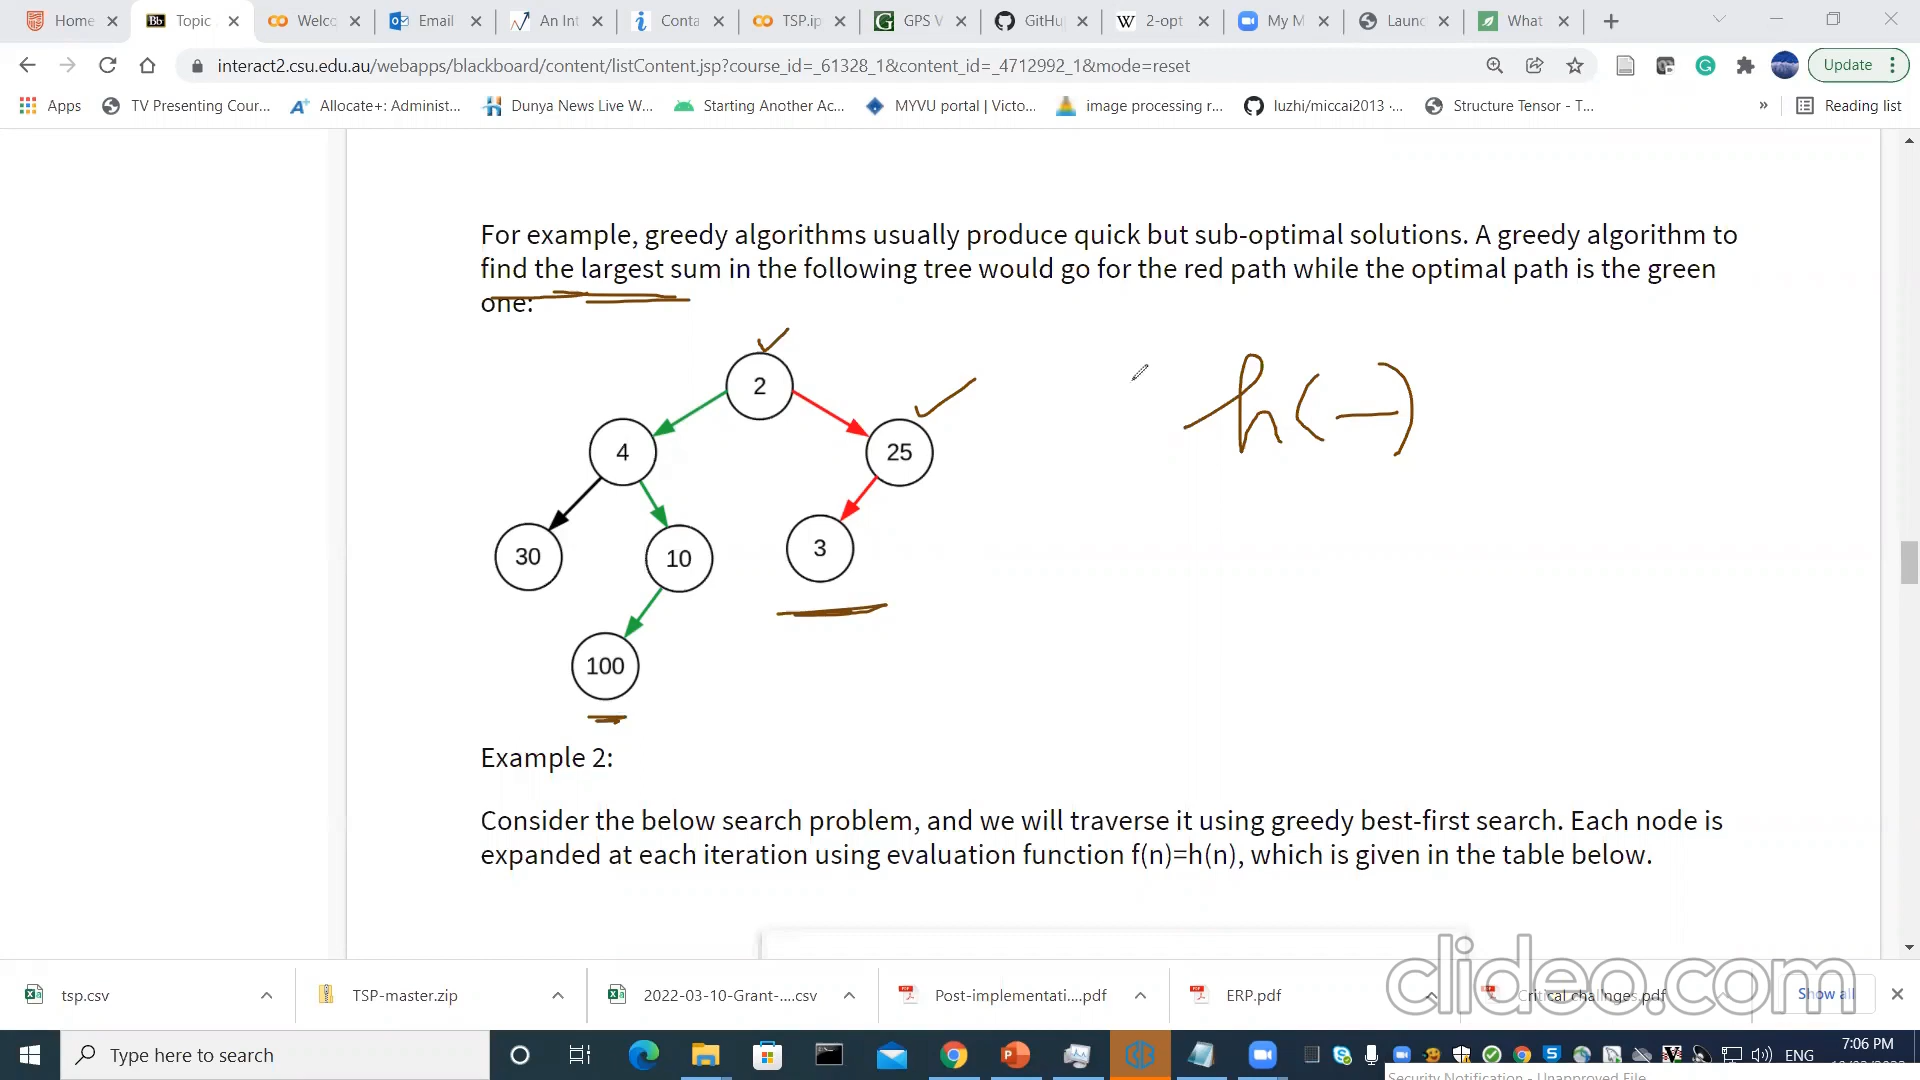 Home Topic Welco Email An Int Conta TSP.ip GPS V GitHu 2-opt My M Launc What
interact2.csu.edu.au/webapps/blackboard/content/listContent.jsp?course_id=_61328_1&content_id=_4712992_1&mode=reset Update
Apps TV Presenting Cour... Allocate+: Administ... Dunya News Live W... Starting Another Ac... MYVU portal | Victo... image processing r... luzhi/miccai2013 ·... Structure Tensor - T... » Reading list
For example, greedy algorithms usually produce quick but sub-optimal solutions. A greedy algorithm to
find the largest sum in the following tree would go for the red path while the optimal path is the green
one:
2
h(—)
4 25
30 10 3
100
Example 2:
Consider the below search problem, and we will traverse it using greedy best-first search. Each node is
expanded at each iteration using evaluation function f(n)=h(n), which is given in the table below.
clideo.com
tsp.csv TSP-master.zip 2022-03-10-Grant-....csv Post-implementati....pdf ERP.pdf Critical challnges.pdf Show all
Type here to search ENG 7:06 PM
Security Notification - Unapproved File